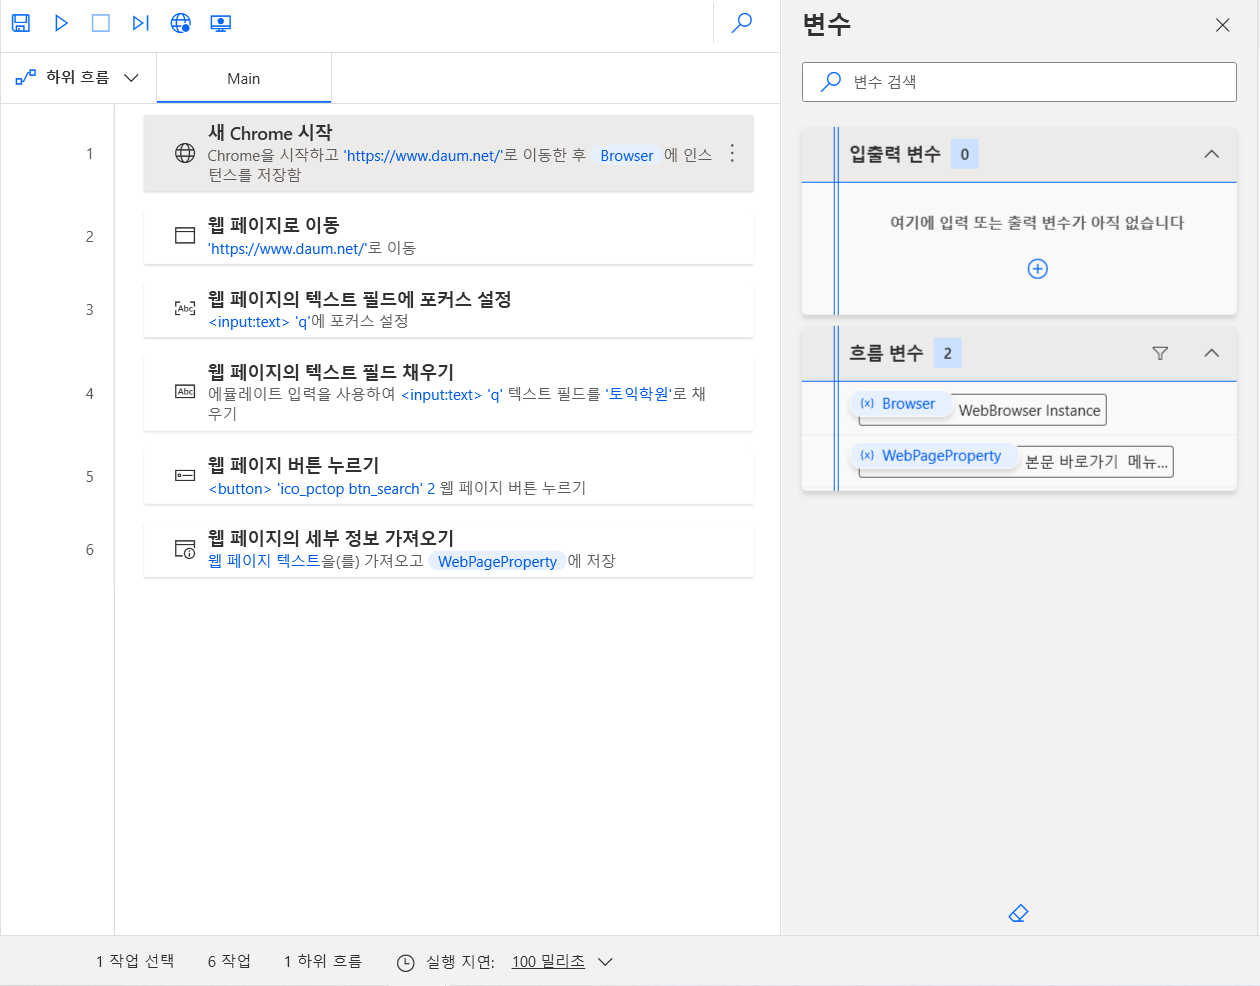 하위 흐름
Main
1
새 Chrome 시작
Chrome을 시작하고 'https://www.daum.net/'로 이동한 후 Browser 에 인스
턴스를 저장함
2
웹 페이지로 이동
'https://www.daum.net/'로 이동
3
Abc
웹 페이지의 텍스트 필드에 포커스 설정
<input:text> 'q'에 포커스 설정
4
Abc
웹 페이지의 텍스트 필드 채우기
에뮬레이트 입력을 사용하여 <input:text> 'q' 텍스트 필드를 '토익학원'로 채
우기
5
웹 페이지 버튼 누르기
<button> 'ico_pctop btn_search' 2 웹 페이지 버튼 누르기
6
웹 페이지의 세부 정보 가져오기
웹 페이지 텍스트을(를) 가져오고 WebPageProperty 에 저장
변수
변수 검색
입출력 변수 0
여기에 입력 또는 출력 변수가 아직 없습니다
흐름 변수 2
(x) Browser WebBrowser Instance
(x) WebPageProperty 본문 바로가기 메뉴...
1 작업 선택 6 작업 1 하위 흐름 실행 지연: 100 밀리초